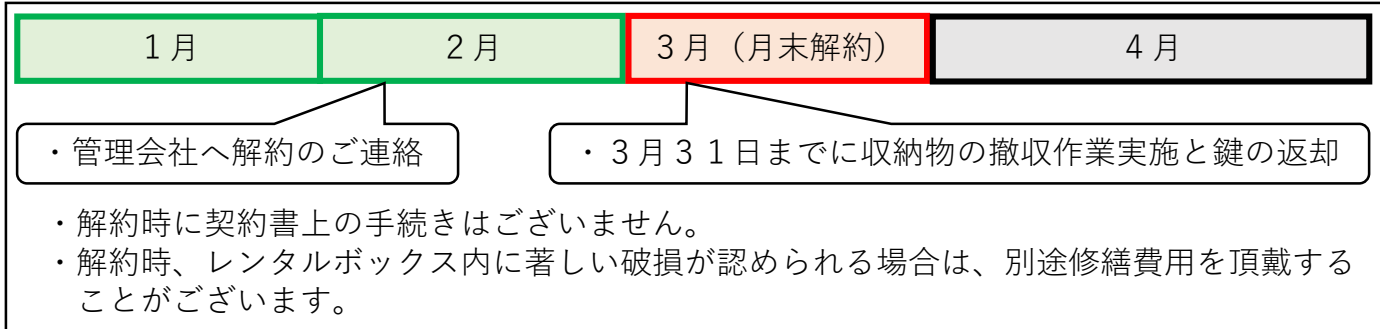 1月
2月
3月（月末解約）
4月
・管理会社へ解約のご連絡
・3月31日までに収納物の撤収作業実施と鍵の返却
・解約時に契約書上の手続きはございません。
・解約時、レンタルボックス内に著しい破損が認められる場合は、別途修繕費用を頂戴する
ことがございます。